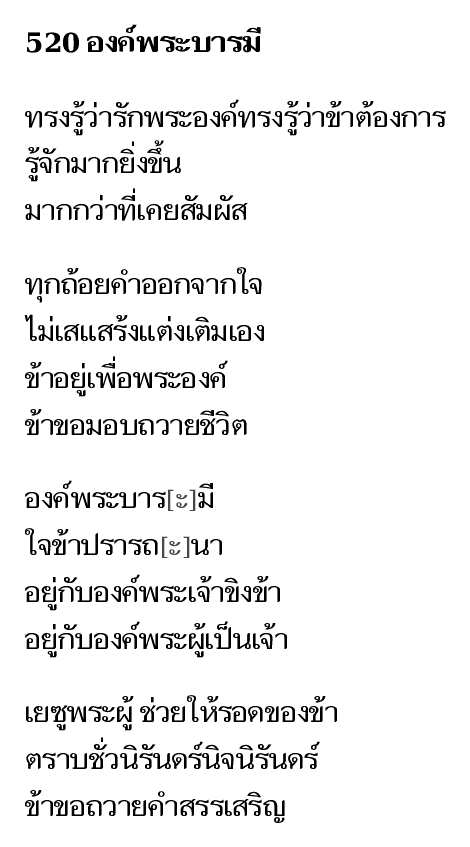 520 องค์พระบารมี
ทรงรู้ว่ารักพระองค์ทรงรู้ว่าข้าต้องการ
รู้จักมากยิ่งขึ้น
มากกว่าที่เคยสัมผัส
ทุกถ้อยคำออกจากใจ
ไม่เสแสร้งแต่งเติมเอง
ข้าอยู่เพื่อพระองค์
ข้าขอมอบถวายชีวิต
องค์พระบาร[ะ]มี
ใจข้าปรารถ[ะ]นา
อยู่กับองค์พระเจ้าขิงข้า
อยู่กับองค์พระผู้เป็นเจ้า
เยซูพระผู้ ช่วยให้รอดของข้า
ตราบชั่วนิรันดร์นิจนิรันดร์
ข้าขอถวายคำสรรเสริญ